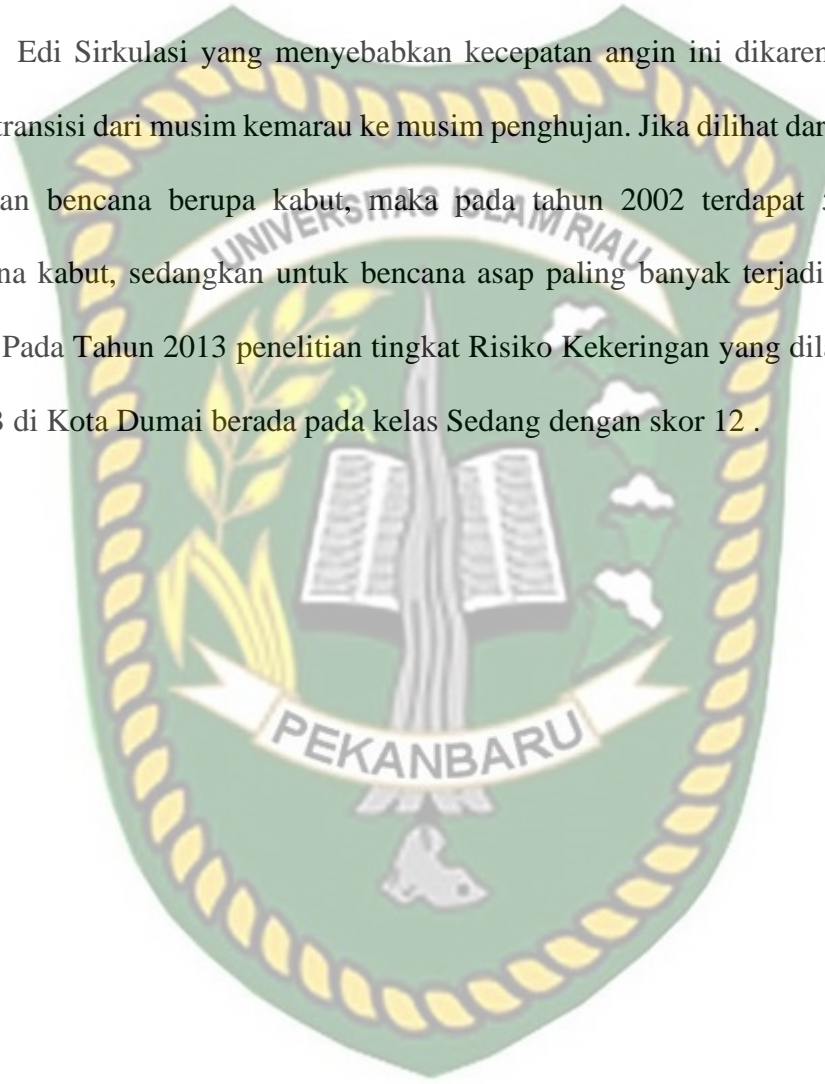 Edi Sirkulasi yang menyebabkan kecepatan angin ini dikaren
transisi dari musim kemarau ke musim penghujan. Jika dilihat dar
an bencana berupa kabut, maka pada tahun 2002 terdapat
na kabut, sedangkan untuk bencana asap paling banyak terjadi
Pada Tahun 2013 penelitian tingkat Risiko Kekeringan yang dil
di Kota Dumai berada pada kelas Sedang dengan skor 12 .
UNIVERSITAS ISLAM RIAU
PEKANBARU